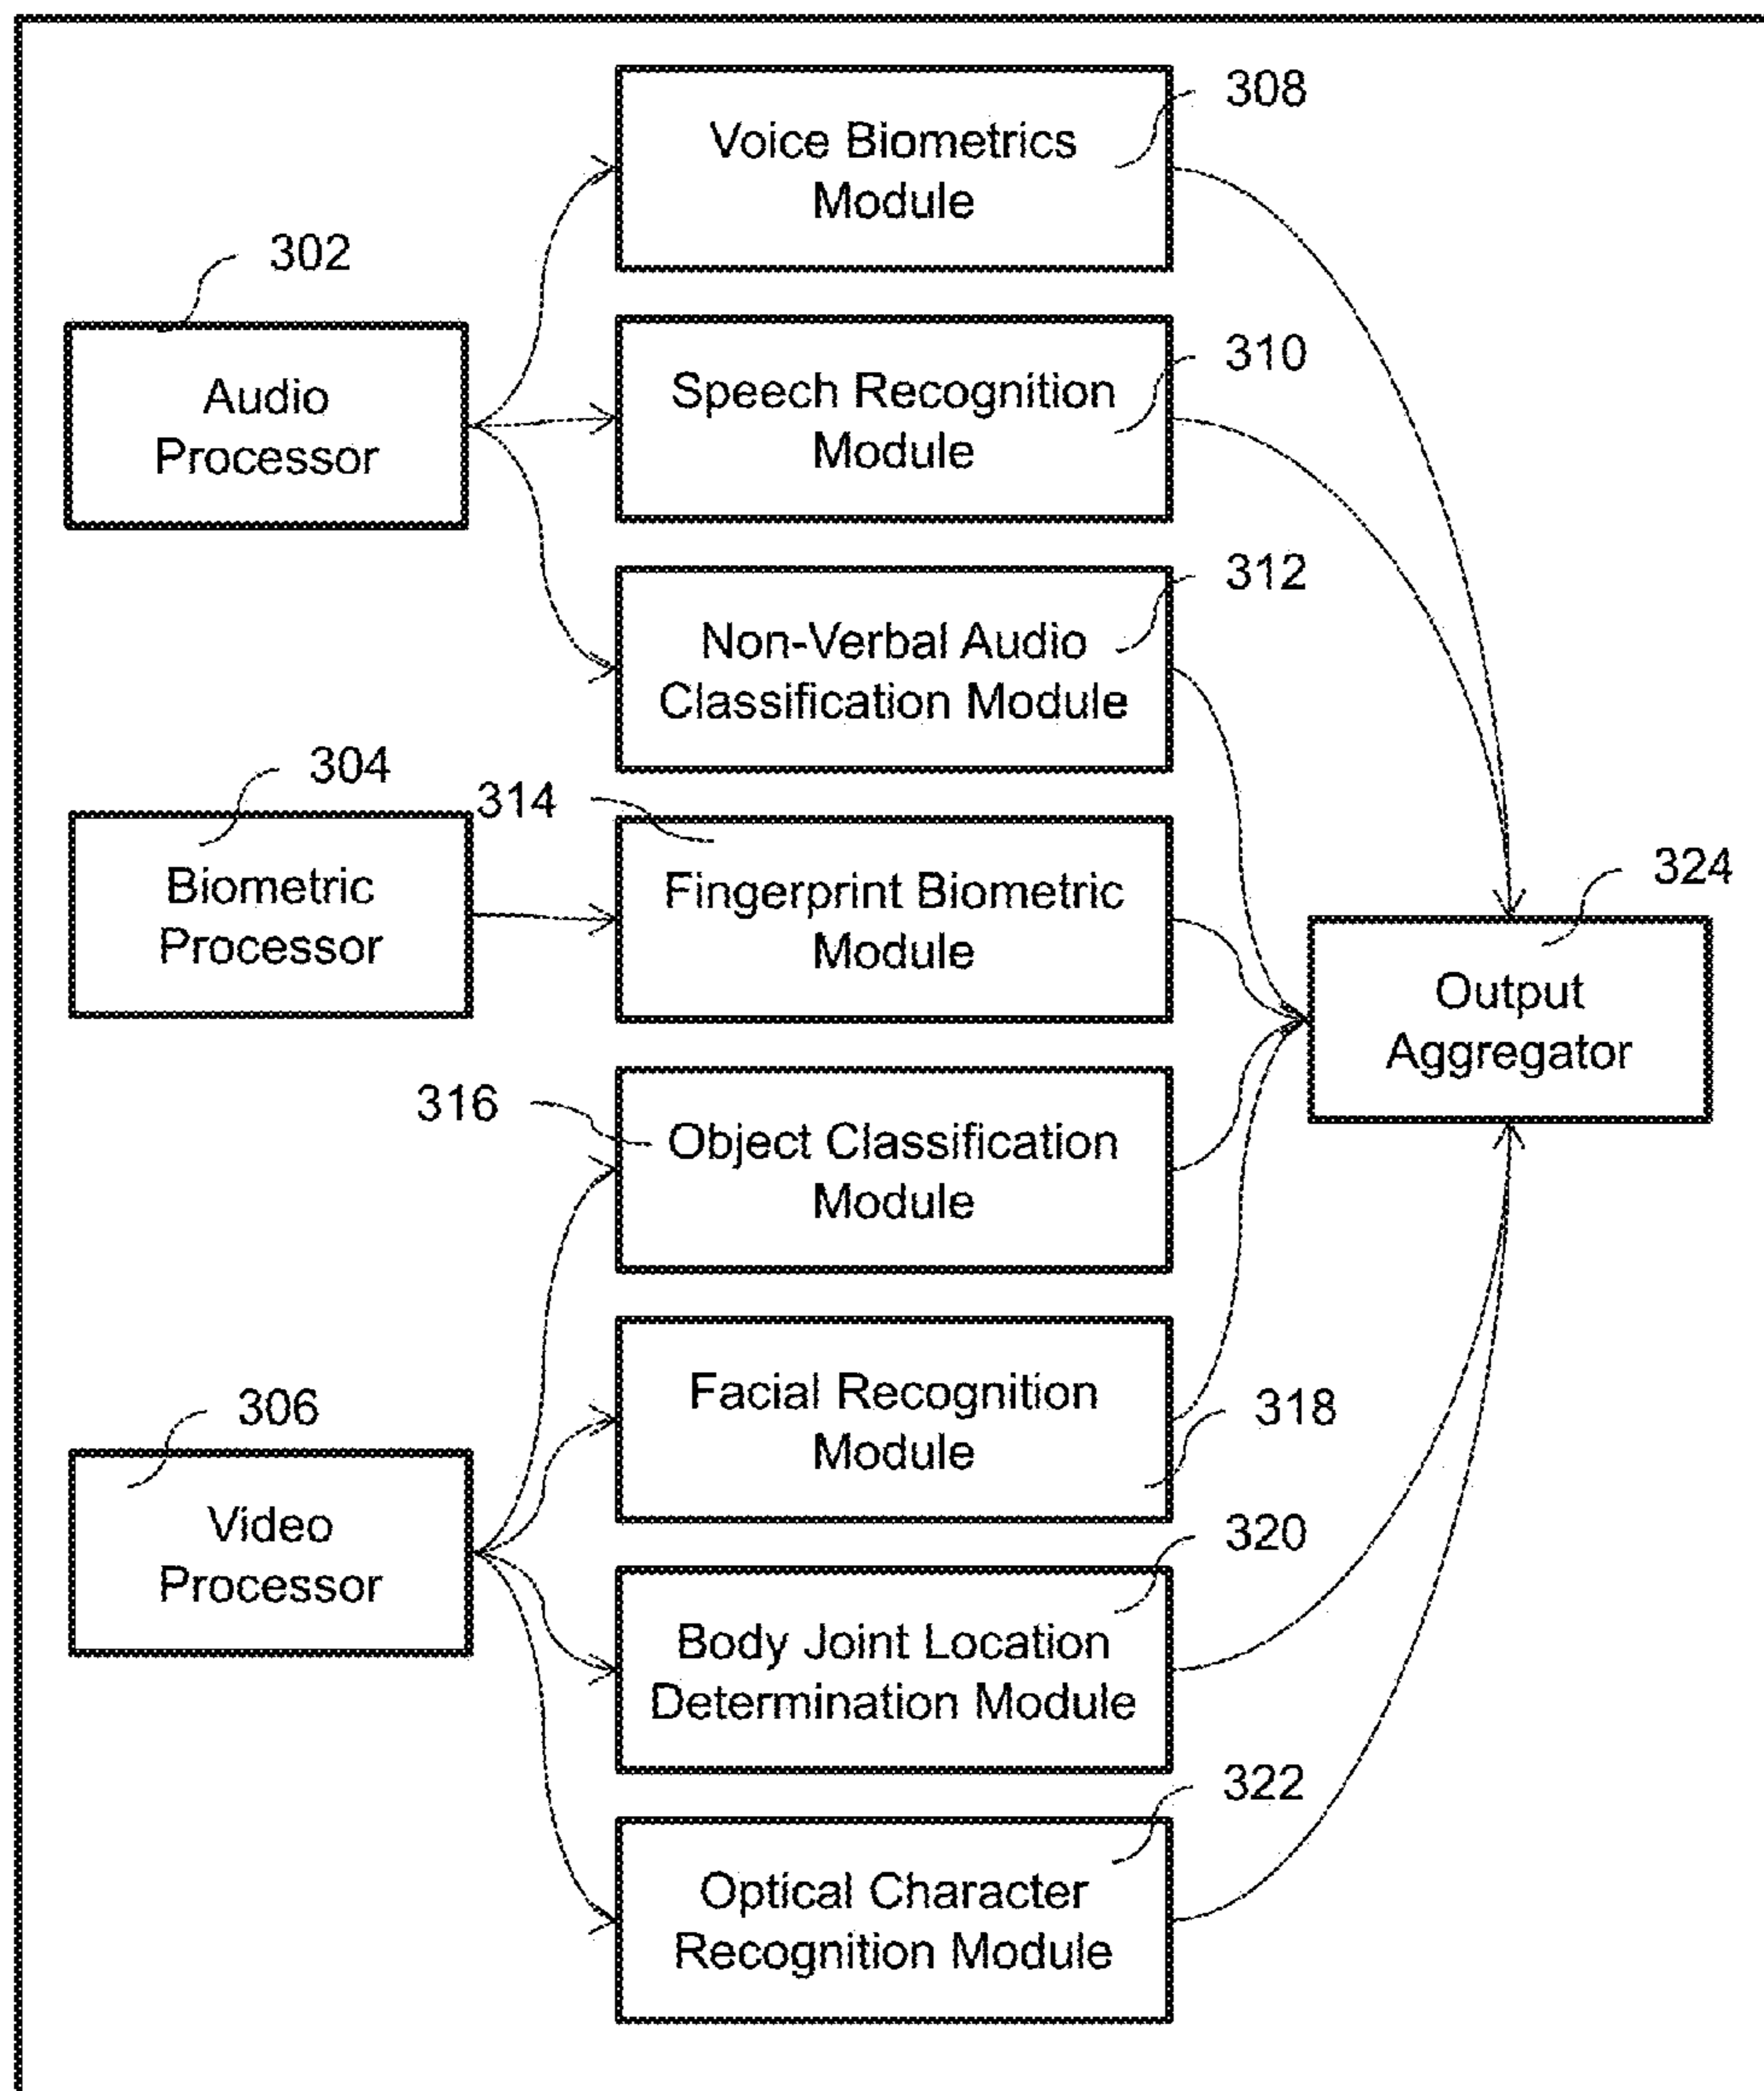 308
Voice Biometrics
Module
302
Audio
Processor
310
Speech Recognition
Module
312
Non-Verbal Audio
Classification Module
304
Biometric
Processor
314
Fingerprint Biometric
Module
324
Output
Aggregator
316
Object Classification
Module
306
Video
Processor
Facial Recognition
Module
318
320
Body Joint Location
Determination Module
322
Optical Character
Recognition Module